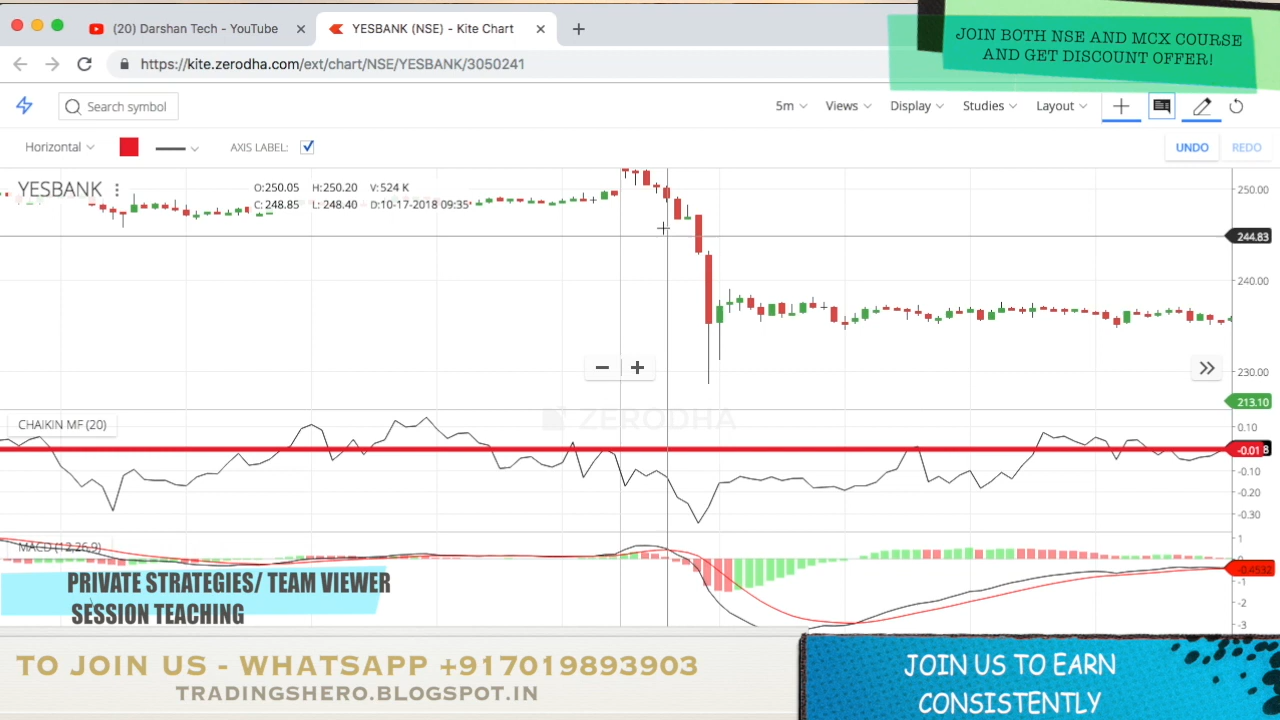 (20) Darshan Tech - YouTube
YESBANK (NSE) - Kite Chart
JOIN BOTH NSE AND MCX COURSE
AND GET DISCOUNT OFFER!
https://kite.zerodha.com/ext/chart/NSE/YESBANK/3050241
Search symbol
5m Views Display Studies Layout
Horizontal
AXIS LABEL:
UNDO REDO
YESBANK
O:250.05 H:250.20 V:524 K
C:248.85 L:248.40 D:10-17-2018 09:35
250.00
244.83
240.00
230.00
213.10
ZERODHA
CHAIKIN MF (20)
0.10
-0.01
-0.10
-0.20
-0.30
MACD (12,26,9)
1
0
-0.4532
-1
-2
-3
PRIVATE STRATEGIES/ TEAM VIEWER
SESSION TEACHING
TO JOIN US - WHATSAPP +917019893903
TRADINGSHERO.BLOGSPOT.IN
JOIN US TO EARN
CONSISTENTLY